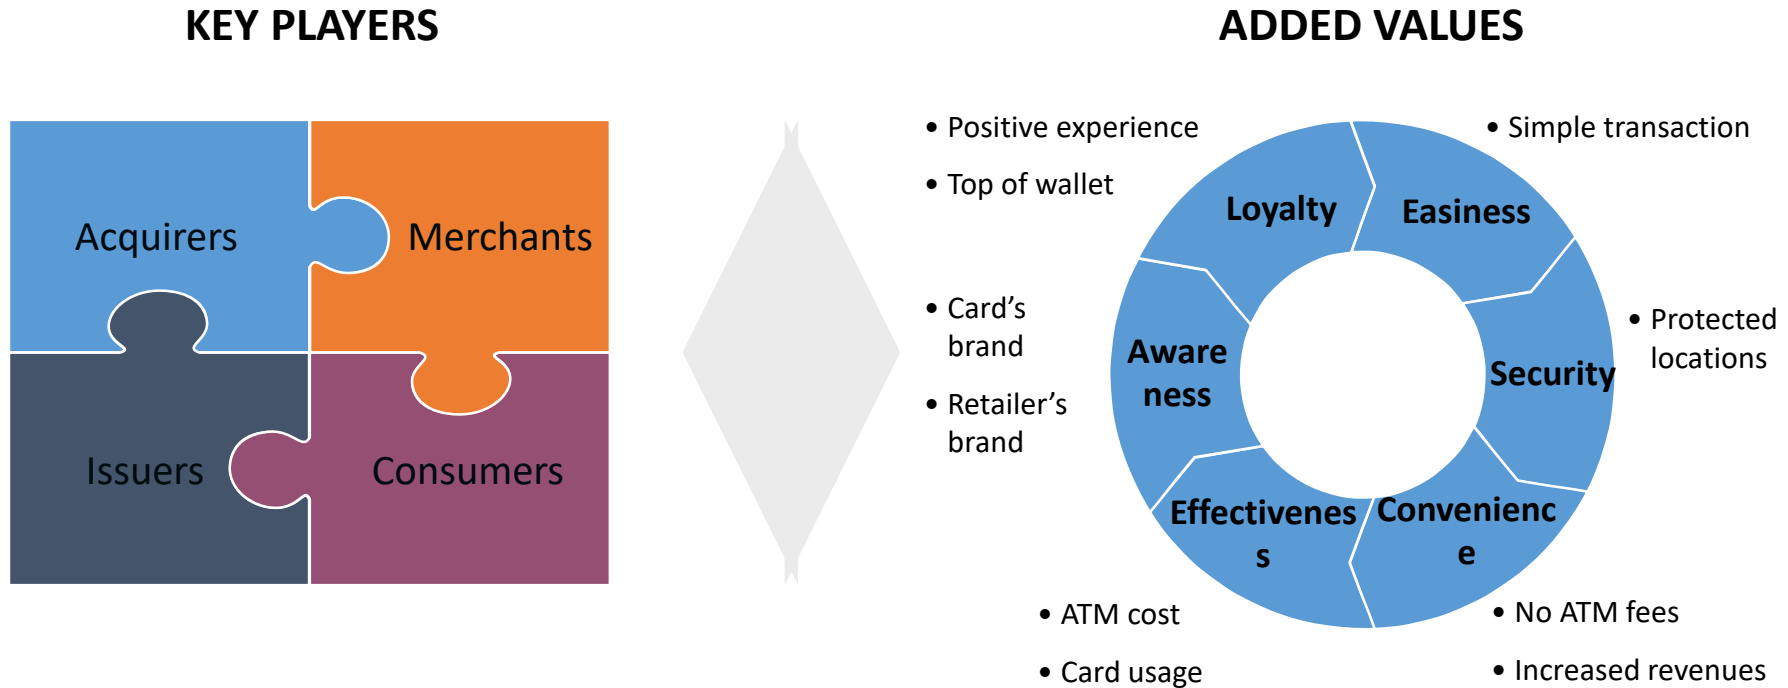 KEY PLAYERS
Acquirers
Merchants
Issuers
Consumers
ADDED VALUES
• Positive experience
• Top of wallet
Loyalty
Easiness
• Simple transaction
• Card’s
brand
• Retailer’s
brand
Aware
ness
Security
• Protected
locations
Effectivenes
s
Convenienc
e
• ATM cost
• Card usage
• No ATM fees
• Increased revenues